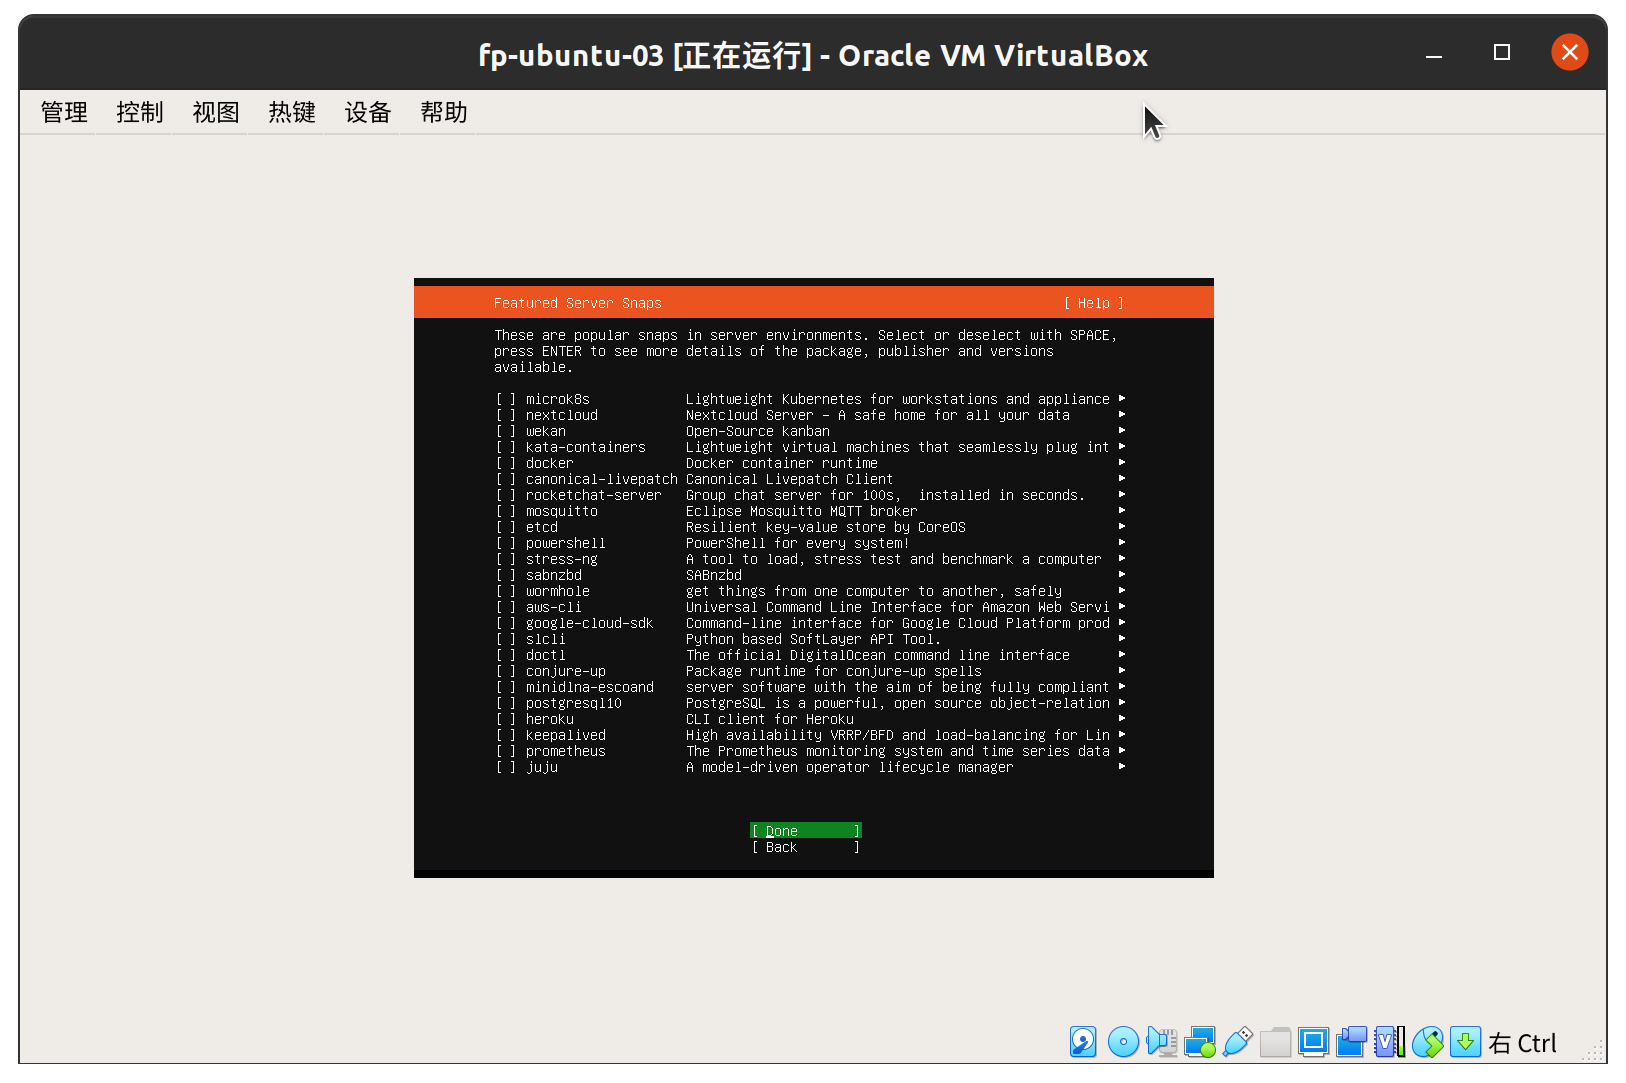 fp-ubuntu-03 [正在运行] - Oracle VM VirtualBox
管理 控制 视图 热键 设备 帮助
Featured Server Snaps [ Help ]
These are popular snaps in server environments. Select or deselect with SPACE,
press ENTER to see more details of the package, publisher and versions
available.
[ ] microk8s Lightweight Kubernetes for workstations and appliance ►
[ ] nextcloud Nextcloud Server - A safe home for all your data ►
[ ] wekan Open-Source kanban ►
[ ] kata-containers Lightweight virtual machines that seamlessly plug int ►
[ ] docker Docker container runtime ►
[ ] canonical-livepatch Canonical Livepatch Client ►
[ ] rocketchat-server Group chat server for 100s, installed in seconds. ►
[ ] mosquitto Eclipse Mosquitto MQTT broker ►
[ ] etcd Resilient key-value store by CoreOS ►
[ ] powershell PowerShell for every system! ►
[ ] stress-ng A tool to load, stress test and benchmark a computer ►
[ ] sabnzbd SABnzbd ►
[ ] wormhole get things from one computer to another, safely ►
[ ] aws-cli Universal Command Line Interface for Amazon Web Servi ►
[ ] google-cloud-sdk Command-line interface for Google Cloud Platform prod ►
[ ] slcli Python based SoftLayer API Tool. ►
[ ] doctl The official DigitalOcean command line interface ►
[ ] conjure-up Package runtime for conjure-up spells ►
[ ] minidlna-escoand server software with the aim of being fully compliant ►
[ ] postgresql10 PostgreSQL is a powerful, open source object-relation ►
[ ] heroku CLI client for Heroku ►
[ ] keepalived High availability VRRP/BFD and load-balancing for Lin ►
[ ] prometheus The Prometheus monitoring system and time series data ►
[ ] juju A model-driven operator lifecycle manager ►
[ Done ]
[ Back ]
右 Ctrl